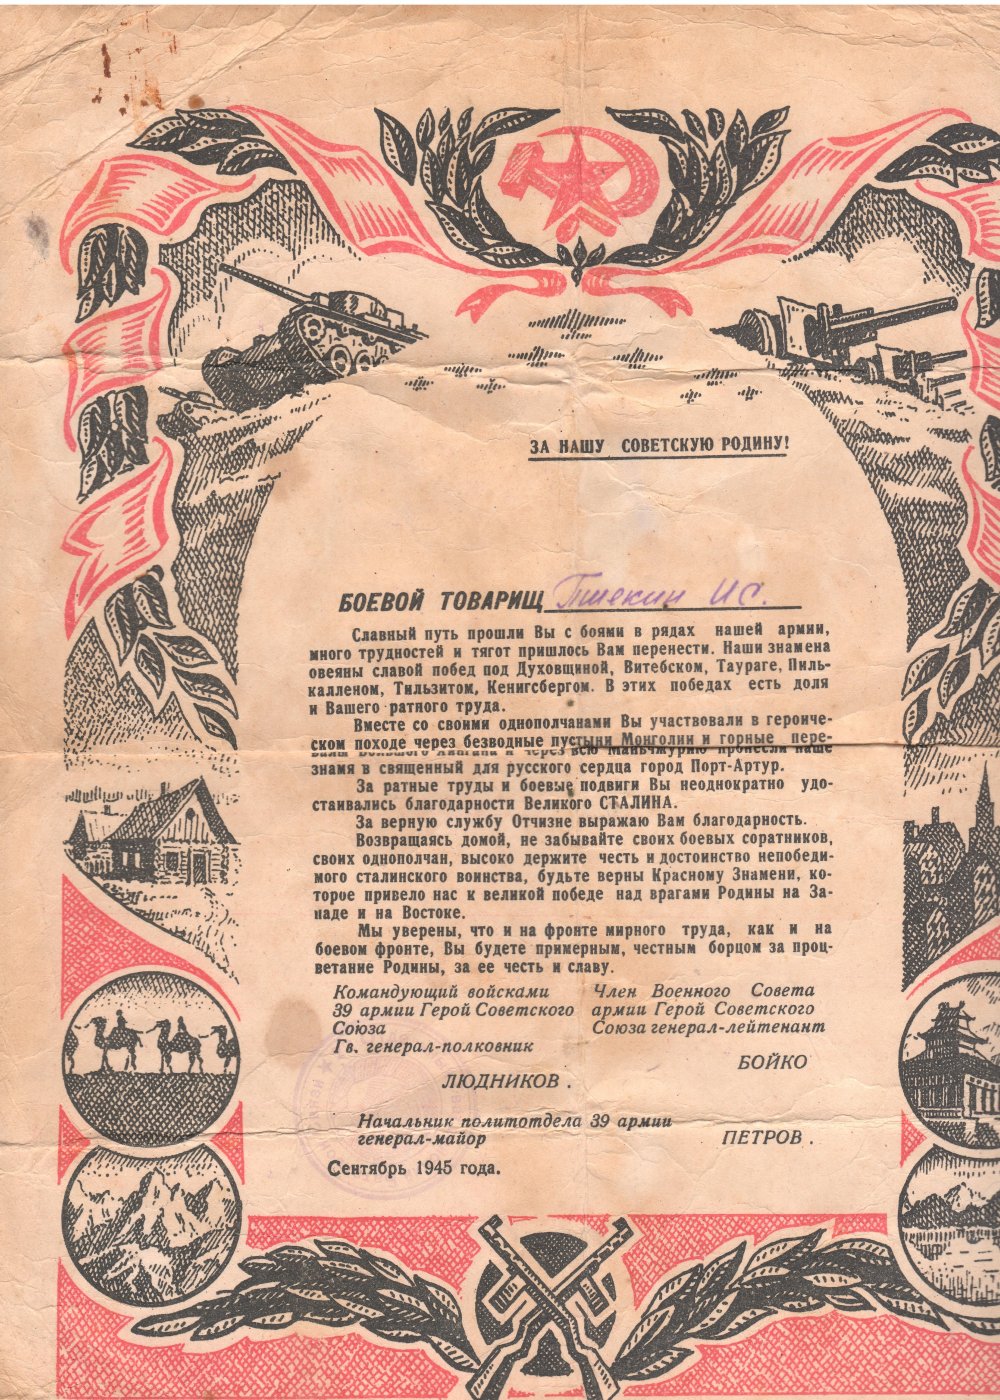 ЗА НАШУ СОВЕТСКУЮ РОДИНУ!
БОЕВОЙ ТОВАРИЩ И С.
Славный путь прошли Вы с боями в рядах нашей армии,
много трудностей и тягот пришлось Вам перенести. Наши знамена
овеяны славой побед под Духовщиной, Витебском, Таураге, Пиль-
калленом, Тильзитом, Кенигсбергом. В этих победах есть доля
и Вашего ратного труда.
Вместе со своими однополчанами Вы участвовали в героиче-
ском походе через безводные пустыни Монголии и горные пере-
валы Большого Хингана и через всю Маньчжурию пронесли наше
знамя в священный для русского сердца город Порт-Артур.
За ратные труды и боевые подвиги Вы неоднократно удо-
стаивались благодарности Великого СТАЛИНА.
За верную службу Отчизне выражаю Вам благодарность.
Возвращаясь домой, не забывайте своих боевых соратников,
своих однополчан, высоко держите честь и достоинство непобеди-
мого сталинского воинства, будьте верны Красному Знамени, ко-
торое привело нас к великой победе над врагами Родины на За-
паде и на Востоке.
Мы уверены, что и на фронте мирного труда, как и на
боевом фронте, Вы будете примерным, честным борцом за проц-
ветание Родины, за ее честь и славу.
Командующий войсками
39 армии Герой Советского
Союза
Гв. генерал-полковник
ЛЮДНИКОВ.
Член Военного Совета
армии Герой Советского
Союза генерал-лейтенант
БОЙКО
Начальник политотдела 39 армии
генерал-майор ПЕТРОВ.
Сентябрь 1945 года.